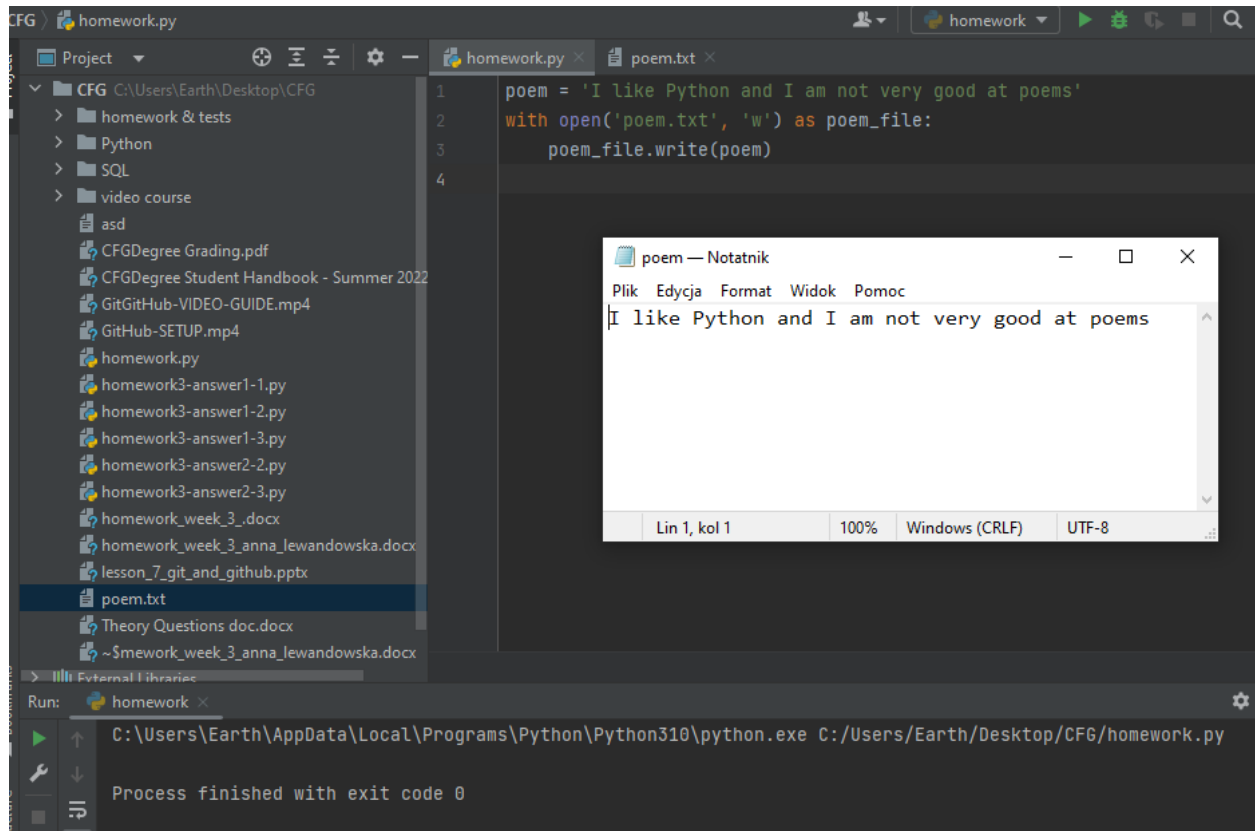 CFG homework.py
homework
Project
homework.py
poem.txt
CFG C:\Users\Earth\Desktop\CFG
homework & tests
Python
SQL
video course
asd
CFGDegree Grading.pdf
CFGDegree Student Handbook - Summer 2022
GitGitHub-VIDEO-GUIDE.mp4
GitHub-SETUP.mp4
homework.py
homework3-answer1-1.py
homework3-answer1-2.py
homework3-answer1-3.py
homework3-answer2-2.py
homework3-answer2-3.py
homework_week_3_.docx
homework_week_3_anna_lewandowska.docx
lesson_7_git_and_github.pptx
poem.txt
Theory Questions doc.docx
~$mework_week_3_anna_lewandowska.docx
External Libraries
1 poem = 'I like Python and I am not very good at poems'
2 with open('poem.txt', 'w') as poem_file:
3 poem_file.write(poem)
4
poem — Notatnik
Plik Edycja Format Widok Pomoc
I like Python and I am not very good at poems
Lin 1, kol 1 100% Windows (CRLF) UTF-8
Run: homework
C:\Users\Earth\AppData\Local\Programs\Python\Python310\python.exe C:/Users/Earth/Desktop/CFG/homework.py
Process finished with exit code 0